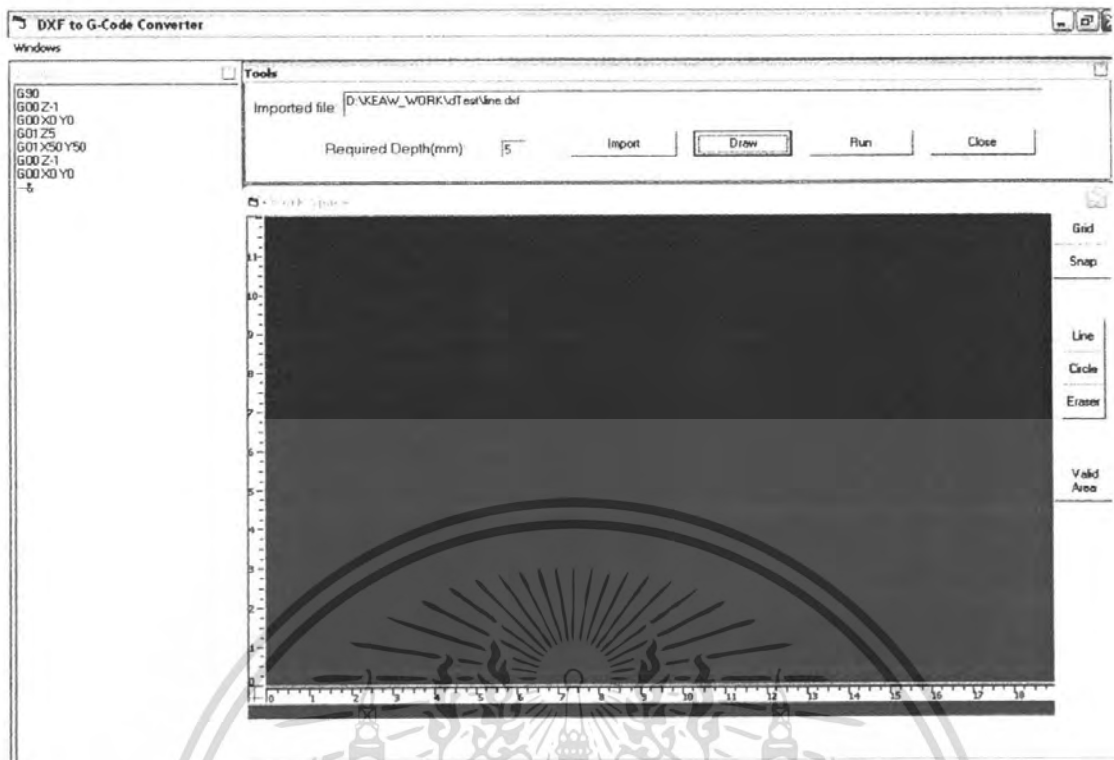 DXF to G-Code Converter
Windows
G90
G00 Z-1
G00 X0 Y0
G01 Z5
G01 X50 Y50
G00 Z-1
G00 X0 Y0
Tools
Imported file: D:\KEAW_WORK\dTest\line.dxf
Required Depth(mm) 5 Import Draw Run Close
Grid
Snap
Line
Circle
Eraser
Valid
Area
11
10
9
8
7
6
5
4
3
2
1
0
0 1 2 3 4 5 6 7 8 9 10 11 12 13 14 15 16 17 18